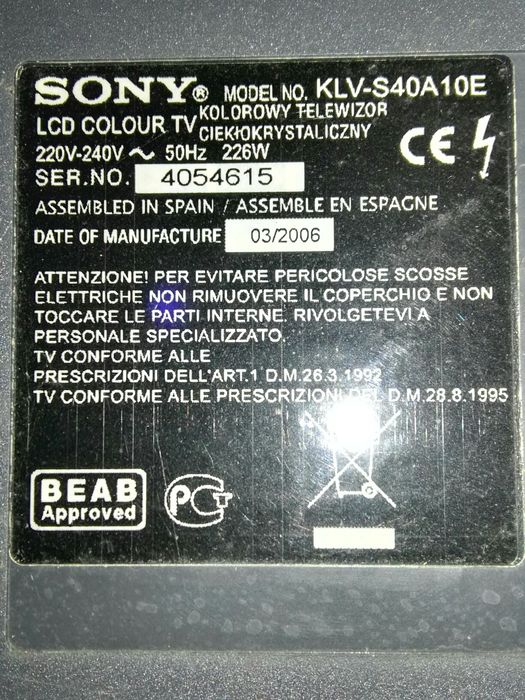 SONY® MODEL NO. KLV-S40A10E
LCD COLOUR TV KOLOROWY TELEWIZOR
CIEKŁOKRYSTALICZNY
220V-240V ~ 50Hz 226W
SER.NO. 4054615
ASSEMBLED IN SPAIN / ASSEMBLE EN ESPAGNE
DATE OF MANUFACTURE 03/2006
ATTENZIONE! PER EVITARE PERICOLOSE SCOSSE
ELETTRICHE NON RIMUOVERE IL COPERCHIO E NON
TOCCARE LE PARTI INTERNE. RIVOLGETEVI A
PERSONALE SPECIALIZZATO.
TV CONFORME ALLE
PRESCRIZIONI DELL'ART.1 D.M.26.3.1992
TV CONFORME ALLE PRESCRIZIONI DEL D.M.28.8.1995
CE
BEAB
Approved
PCT